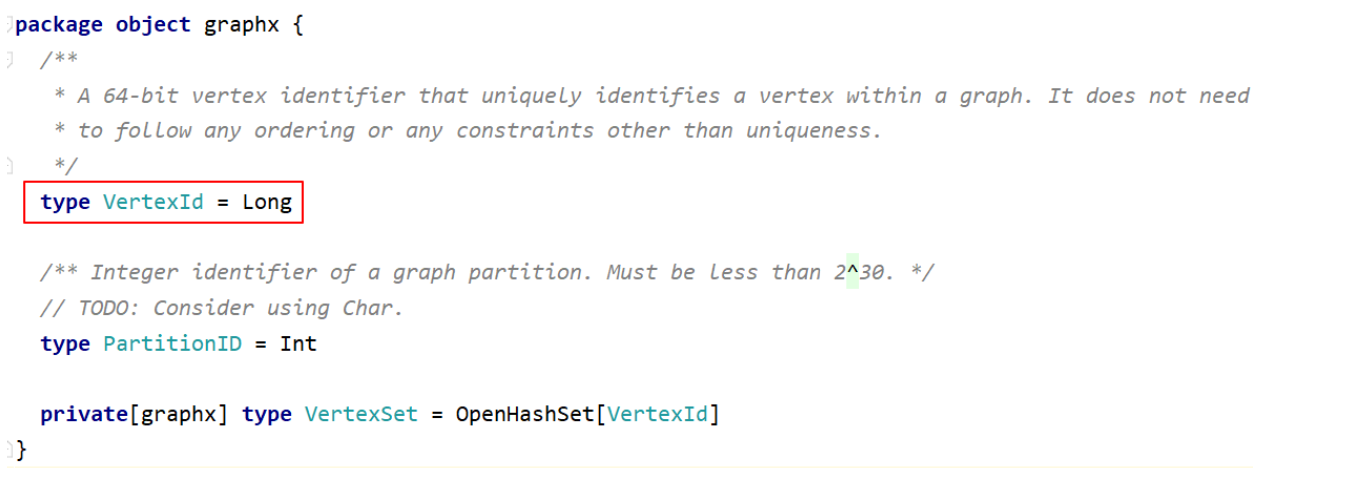 package object graphx {
/**
* A 64-bit vertex identifier that uniquely identifies a vertex within a graph. It does not need
* to follow any ordering or any constraints other than uniqueness.
*/
type VertexId = Long
/** Integer identifier of a graph partition. Must be less than 2^30. */
// TODO: Consider using Char.
type PartitionID = Int
private[graphx] type VertexSet = OpenHashSet[VertexId]
}